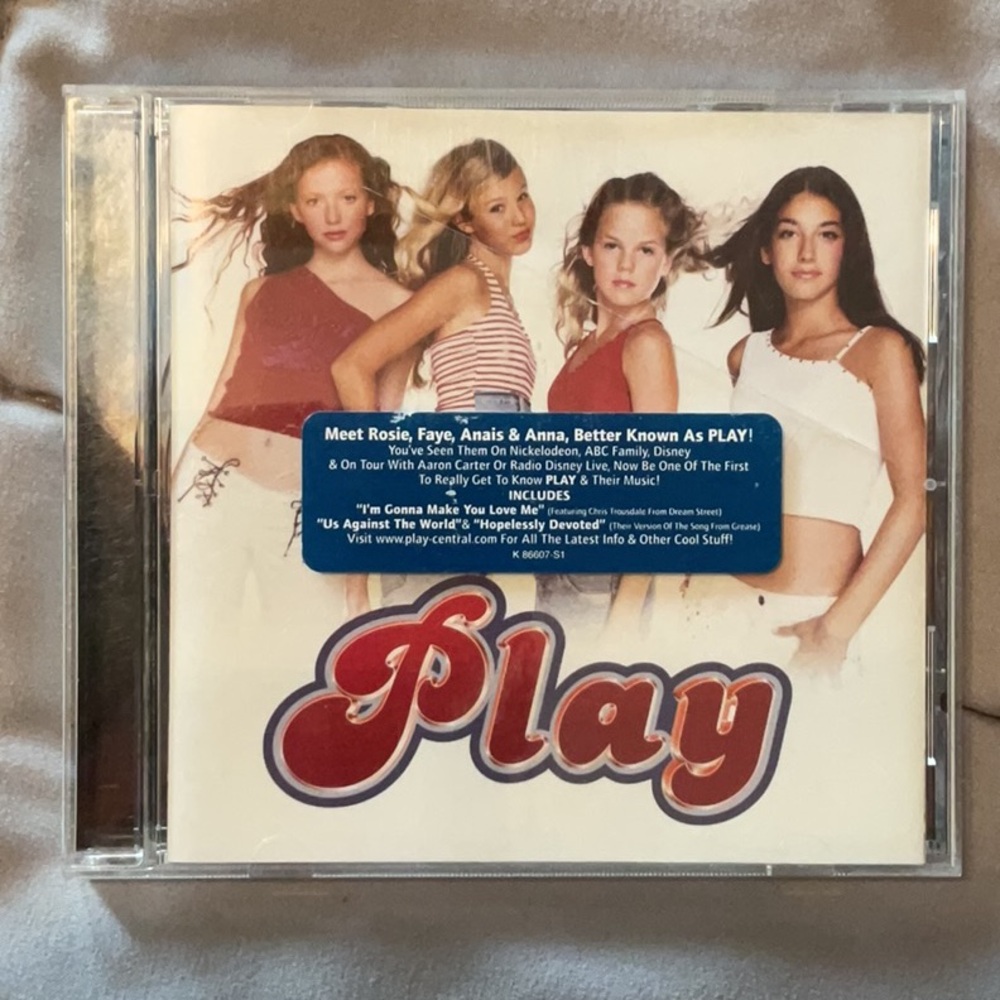 Meet Rosie, Faye, Anais & Anna, Better Known As PLAY!
You've Seen Them On Nickelodeon, ABC Family, Disney
& On Tour With Aaron Carter Or Radio Disney Live, Now Be One Of The First
To Really Get To Know PLAY & Their Music!
INCLUDES
"I'm Gonna Make You Love Me" (Featuring Chris Trousdale From Dream Street)
"Us Against The World"& "Hopelessly Devoted" (Their Version Of The Song From Grease)
Visit www.play-central.com For All The Latest Info & Other Cool Stuff!
K 86607-S1
Play